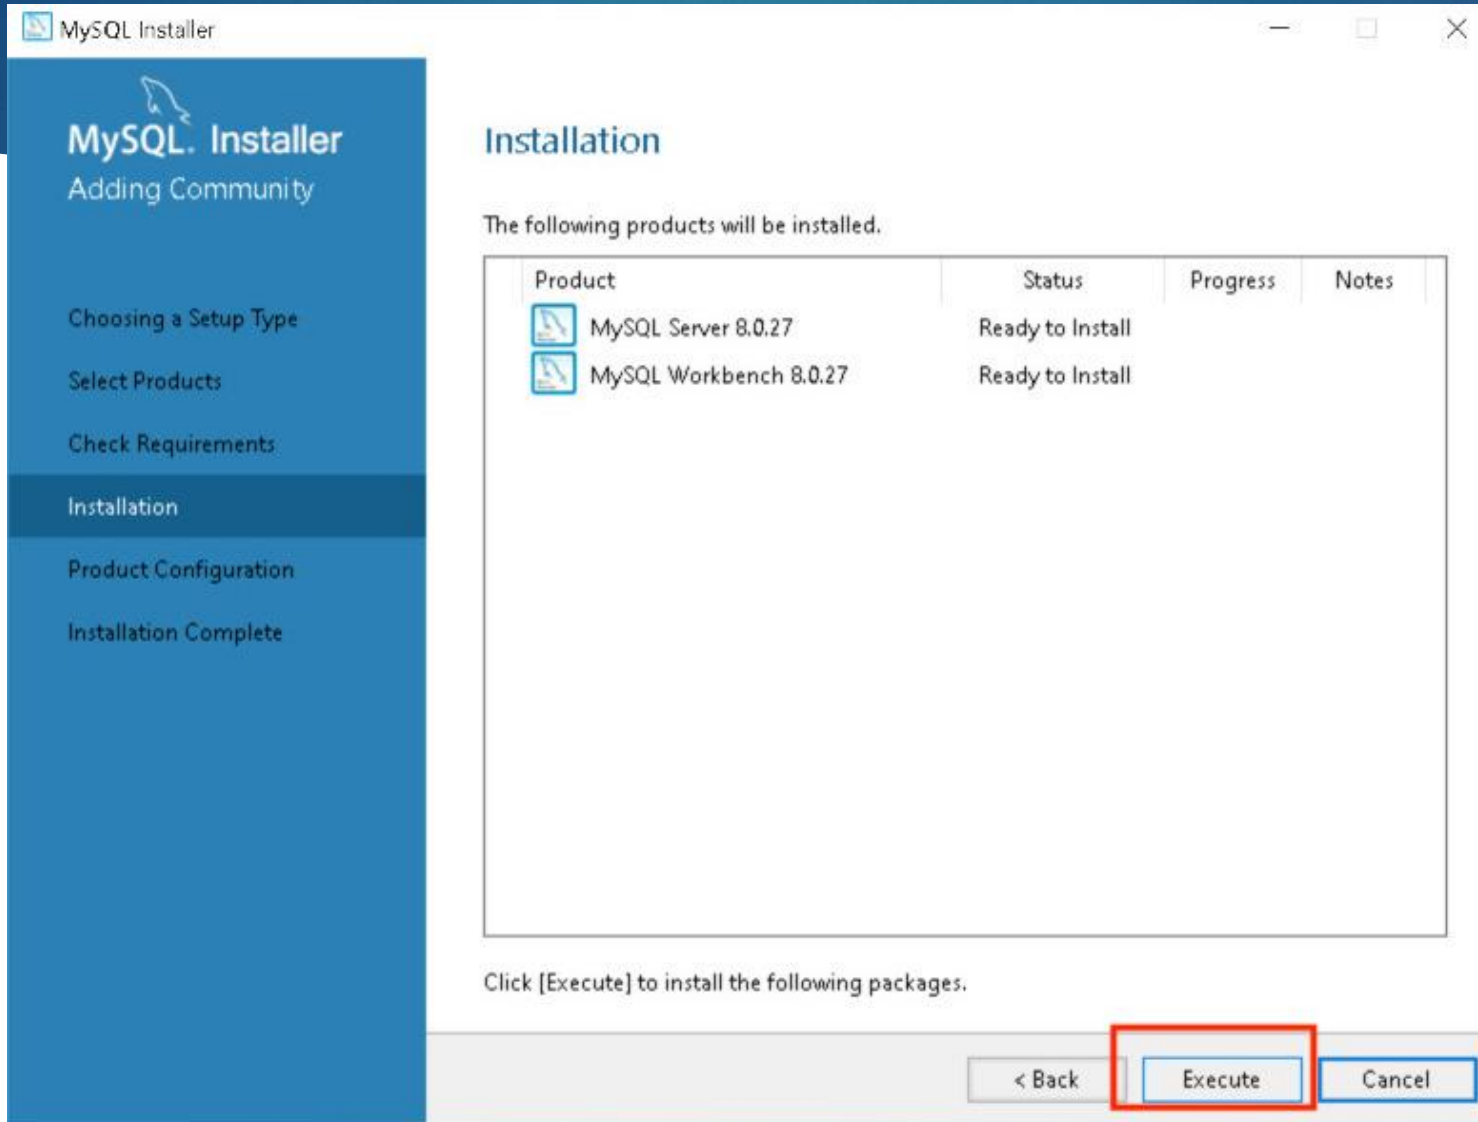 MySQL Installer
MySQL. Installer
Adding Community
Choosing a Setup Type
Select Products
Check Requirements
Installation
Product Configuration
Installation Complete
Installation
The following products will be installed.
Product Status Progress Notes
MySQL Server 8.0.27 Ready to Install
MySQL Workbench 8.0.27 Ready to Install
Click [Execute] to install the following packages.
< Back Execute Cancel